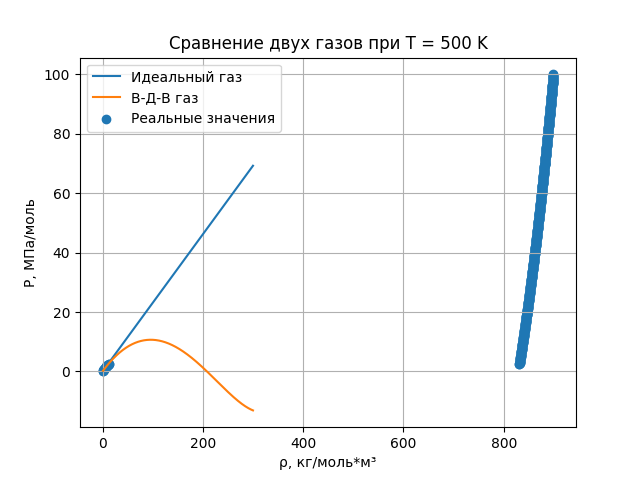 Сравнение двух газов при T = 500 K
Идеальный газ
В-Д-В газ
Реальные значения
100
80
60
40
20
0
P, МПа/моль
0 200 400 600 800
ρ, кг/моль*м³